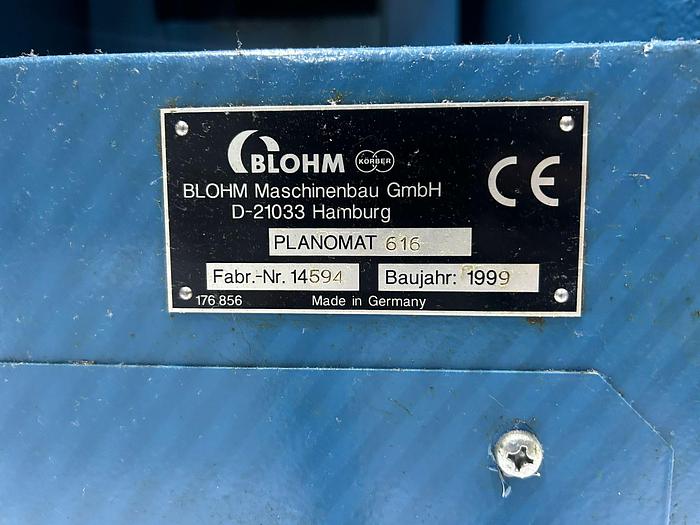 BLOHM KÖRBER
BLOHM Maschinenbau GmbH
D-21033 Hamburg
CE
PLANOMAT 616
Fabr.-Nr. 14594 Baujahr: 1999
176.856 Made in Germany